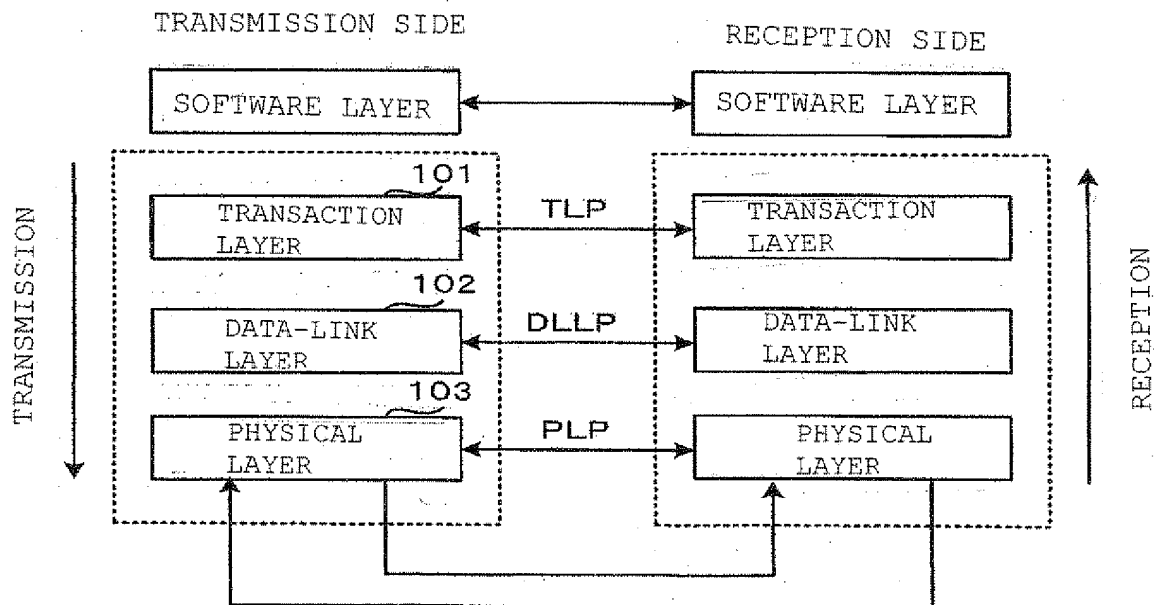 TRANSMISSION SIDE
RECEPTION SIDE
SOFTWARE LAYER
SOFTWARE LAYER
TRANSMISSION
RECEPTION
101
TRANSACTION
LAYER
TLP
TRANSACTION
LAYER
102
DATA-LINK
LAYER
DLLP
DATA-LINK
LAYER
103
PHYSICAL
LAYER
PLP
PHYSICAL
LAYER